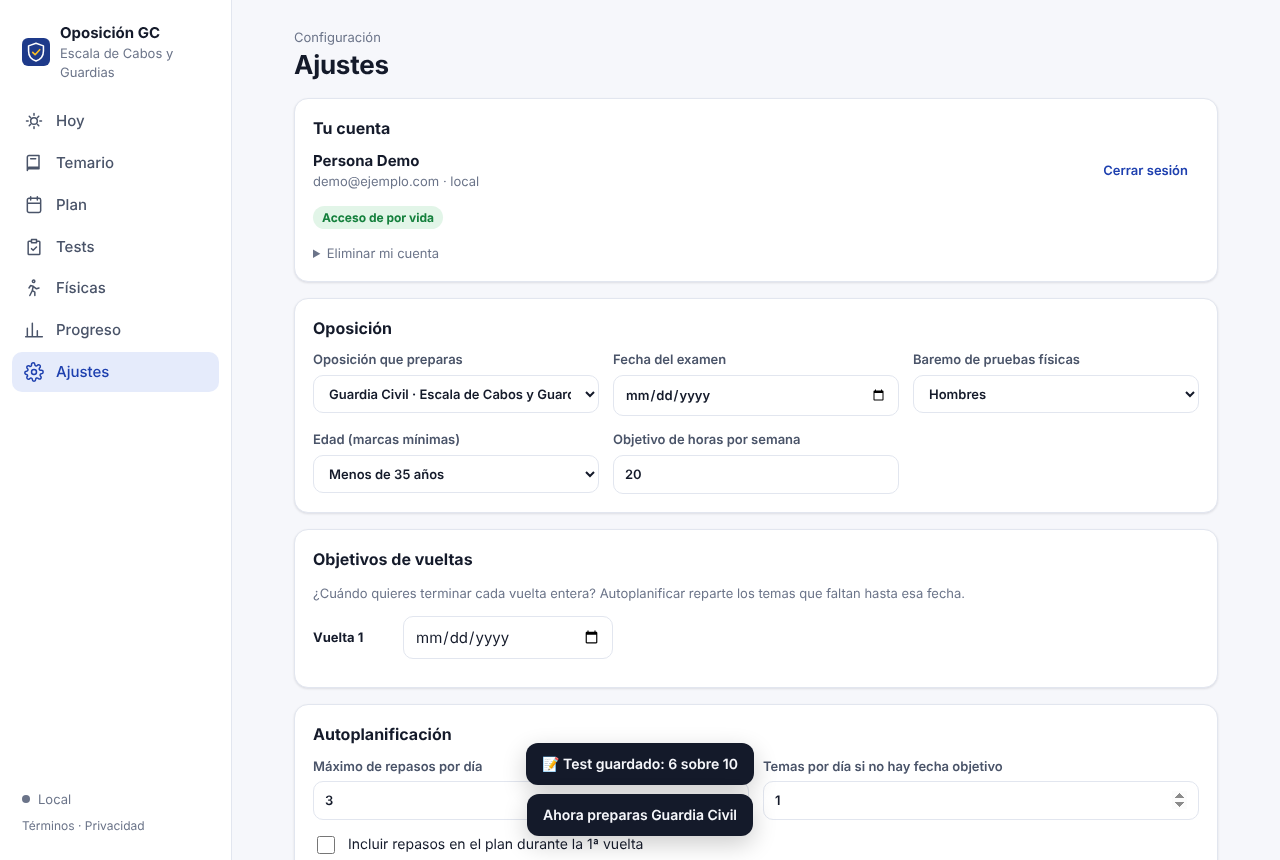 Oposición GC
Escala de Cabos y
Guardias
Hoy
Temario
Plan
Tests
Físicas
Progreso
Ajustes
Local
Términos · Privacidad
Configuración
Ajustes
Tu cuenta
Persona Demo
demo@ejemplo.com · local
Cerrar sesión
Acceso de por vida
Eliminar mi cuenta
Oposición
Oposición que preparas
Guardia Civil · Escala de Cabos y Guar
Fecha del examen
mm/dd/yyyy
Baremo de pruebas físicas
Hombres
Edad (marcas mínimas)
Menos de 35 años
Objetivo de horas por semana
20
Objetivos de vueltas
¿Cuándo quieres terminar cada vuelta entera? Autoplanificar reparte los temas que faltan hasta esa fecha.
Vuelta 1
mm/dd/yyyy
Autoplanificación
Máximo de repasos por día
3
Temas por día si no hay fecha objetivo
1
📝 Test guardado: 6 sobre 10
Ahora preparas Guardia Civil
Incluir repasos en el plan durante la 1ª vuelta